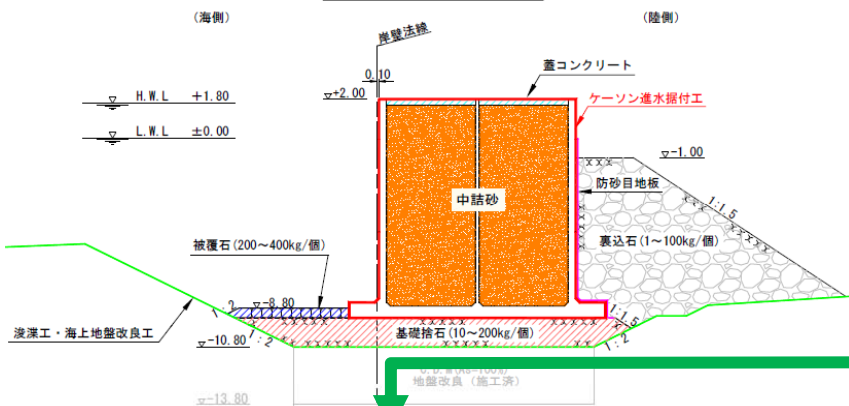 (海側)
(陸側)
岸壁法線
0.10
蓋コンクリート
H.W.L +1.80
+2.00
ケーソン進水据付工
L.W.L ±0.00
-1.00
防砂目地板
1:1.5
中詰砂
裏込石(1~100kg/個)
被覆石(200~400kg/個)
-8.80
1:2
1:1.5
浚渫工・海上地盤改良工
基礎捨石(10~200kg/個)
1:2
1:2
-10.80
地盤改良(施工済)
-13.80